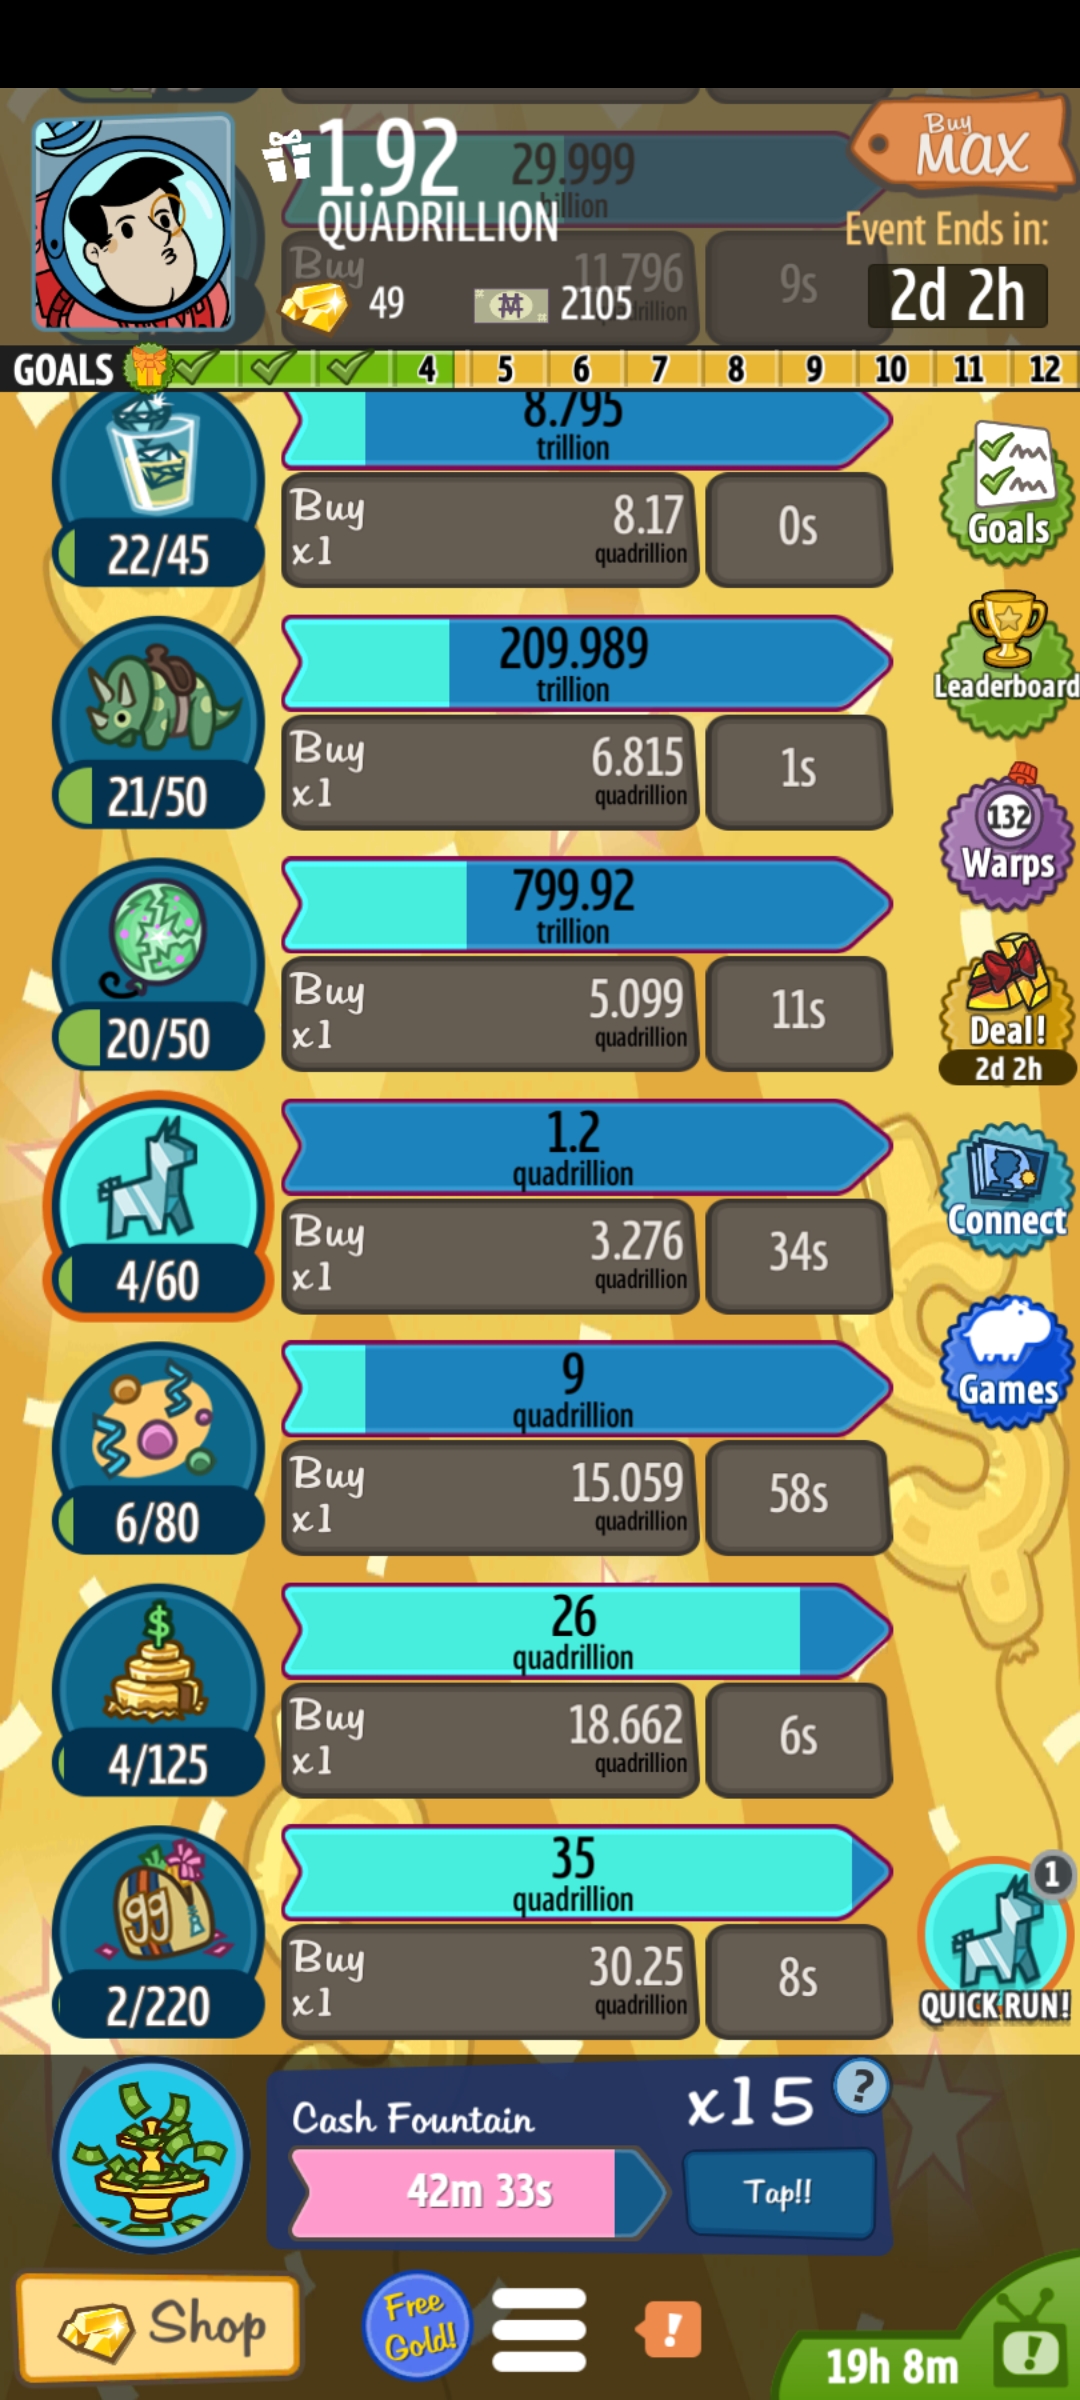 1.92
QUADRILLION
29.999
Buy
MAX
Event Ends in:
2d 2h
Buy
11.796
9s
49
2105
GOALS
4 5 6 7 8 9 10 11 12
8.795
trillion
22/45
Buy
x1
8.17
quadrillion
0s
Goals
209.989
trillion
21/50
Buy
x1
6.815
quadrillion
1s
Leaderboard
132
Warps
799.92
trillion
20/50
Buy
x1
5.099
quadrillion
11s
Deal!
2d 2h
1.2
quadrillion
4/60
Buy
x1
3.276
quadrillion
34s
Connect
9
quadrillion
6/80
Buy
x1
15.059
quadrillion
58s
Games
$
26
quadrillion
4/125
Buy
x1
18.662
quadrillion
6s
gg
35
quadrillion
2/220
Buy
x1
30.25
quadrillion
8s
1
QUICK RUN!
Cash Fountain
x15
?
42m 33s
Tap!!
Shop
Free
Gold!
!
19h 8m
!